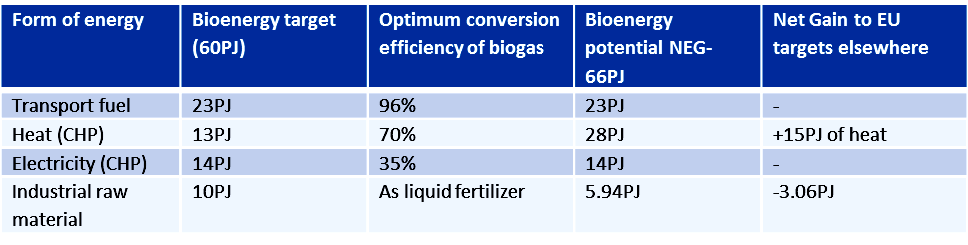 Form of energy Bioenergy target (60PJ) Optimum conversion efficiency of biogas Bioenergy potential NEG-66PJ Net Gain to EU targets elsewhere
Transport fuel 23PJ 96% 23PJ -
Heat (CHP) 13PJ 70% 28PJ +15PJ of heat
Electricity (CHP) 14PJ 35% 14PJ -
Industrial raw material 10PJ As liquid fertilizer 5.94PJ -3.06PJ